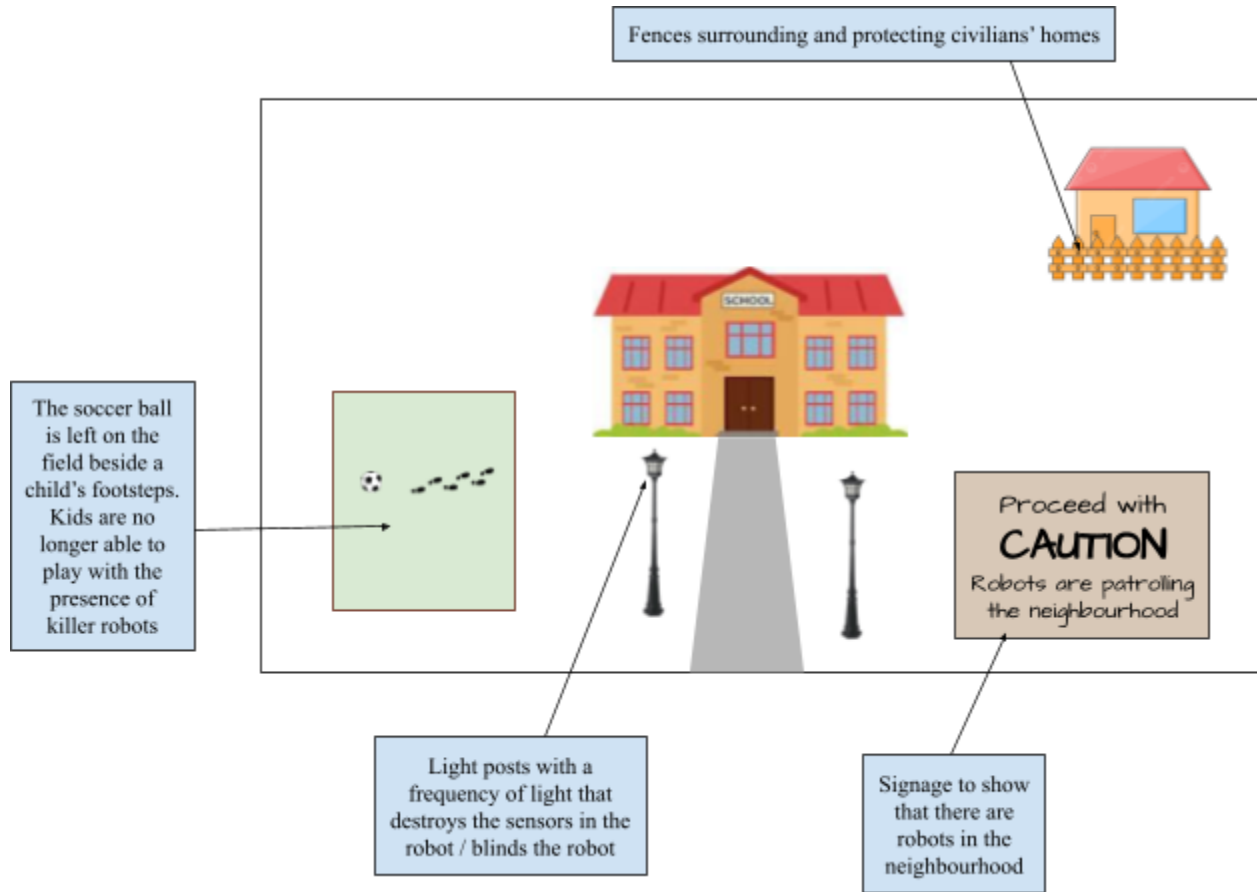 Fences surrounding and protecting civilians’ homes
SCHOOL
The soccer ball
is left on the
field beside a
child’s footsteps.
Kids are no
longer able to
play with the
presence of
killer robots
Proceed with
CAUTION
Robots are patrolling
the neighbourhood
Light posts with a
frequency of light that
destroys the sensors in the
robot / blinds the robot
Signage to show
that there are
robots in the
neighbourhood